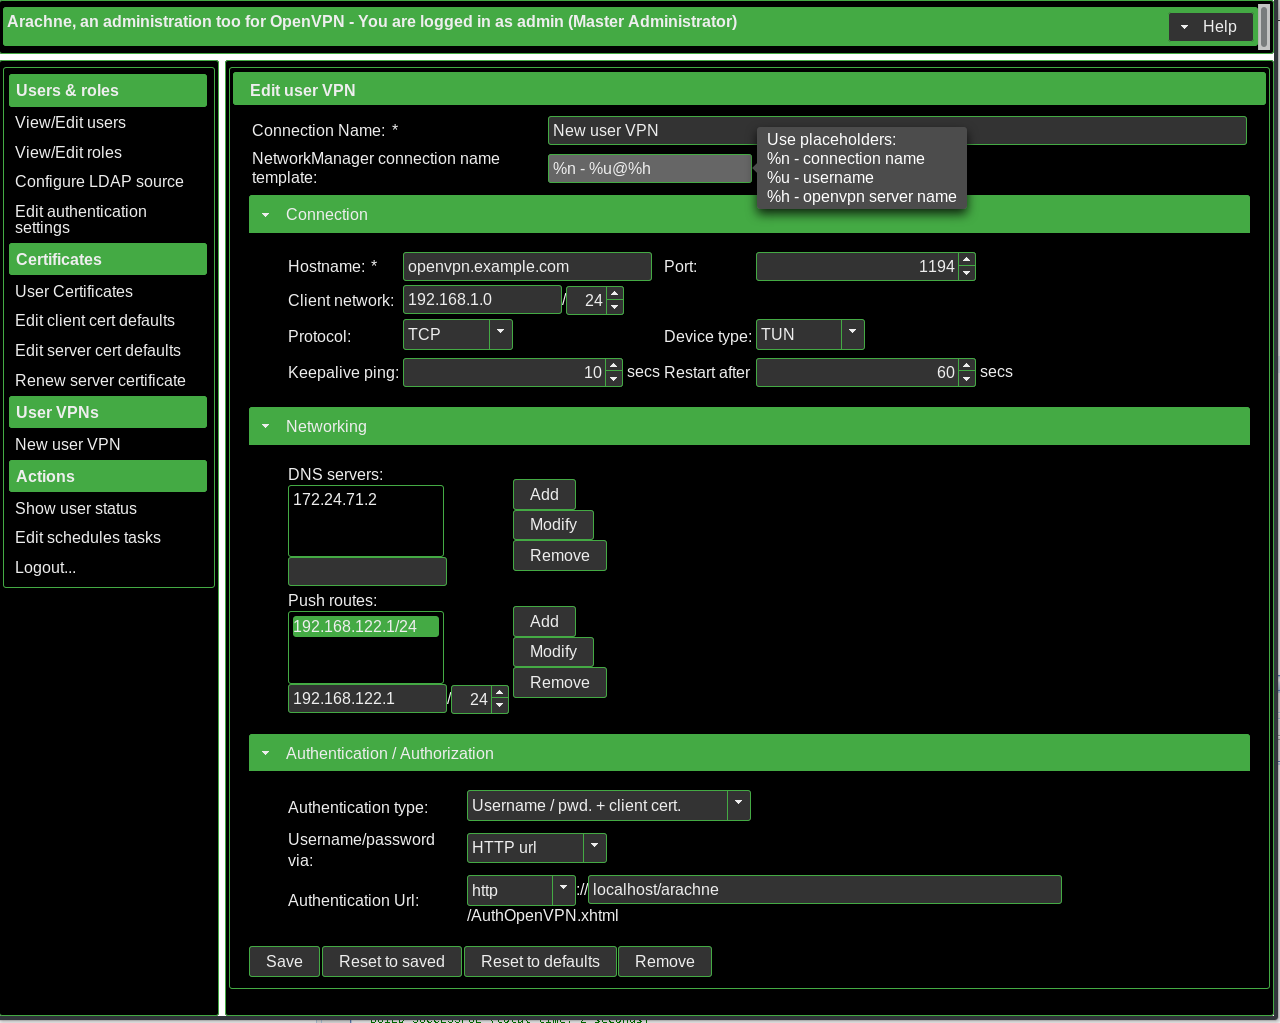 Arachne, an administration too for OpenVPN - You are logged in as admin (Master Administrator)
Help
Users & roles
View/Edit users
View/Edit roles
Configure LDAP source
Edit authentication
settings
Certificates
User Certificates
Edit client cert defaults
Edit server cert defaults
Renew server certificate
User VPNs
New user VPN
Actions
Show user status
Edit schedules tasks
Logout...
Edit user VPN
Connection Name: *
New user VPN
NetworkManager connection name
template:
%n - %u@%h
Use placeholders:
%n - connection name
%u - username
%h - openvpn server name
Connection
Hostname: * openvpn.example.com Port: 1194
Client network: 192.168.1.0 / 24
Protocol: TCP Device type: TUN
Keepalive ping: 10 secs Restart after 60 secs
Networking
DNS servers:
172.24.71.2
Add
Modify
Remove
Push routes:
192.168.122.1/24
192.168.122.1 / 24
Add
Modify
Remove
Authentication / Authorization
Authentication type: Username / pwd. + client cert.
Username/password
via:
HTTP url
Authentication Url: http :// localhost/arachne
/AuthOpenVPN.xhtml
Save Reset to saved Reset to defaults Remove